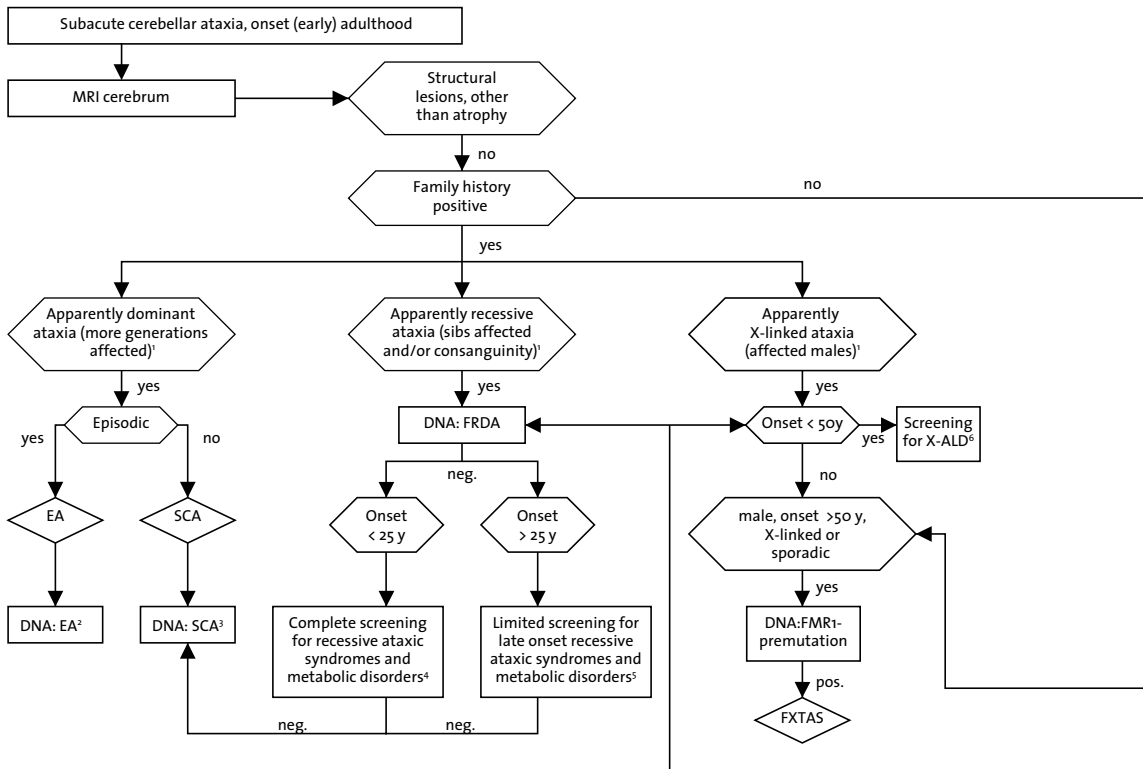 Subacute cerebellar ataxia, onset (early) adulthood
MRI cerebrum
Structural
lesions, other
than atrophy
no
Family history
positive
no
yes
Apparently dominant
ataxia (more generations
affected)¹
Apparently recessive
ataxia (sibs affected
and/or consanguinity)¹
Apparently
X-linked ataxia
(affected males)¹
yes
yes
yes
Episodic
DNA: FRDA
Onset < 50y
Screening
for X-ALD⁶
yes
no
yes
neg.
no
EA
SCA
Onset
< 25 y
Onset
> 25 y
male, onset >50 y,
X-linked or
sporadic
yes
DNA: EA²
DNA: SCA³
Complete screening
for recessive ataxic
syndromes and
metabolic disorders⁴
Limited screening for
late onset recessive
ataxic syndromes and
metabolic disorders⁵
DNA:FMR1-
premutation
pos.
neg.
neg.
FXTAS